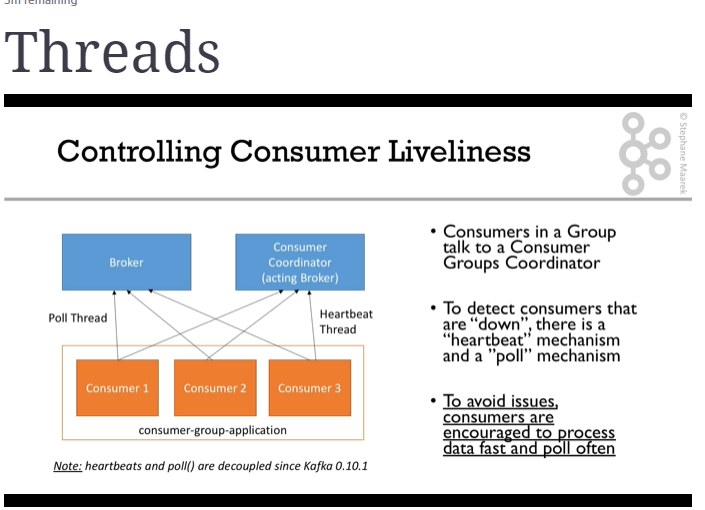 5m remaining
Threads
Controlling Consumer Liveliness
© Stephane Maarek
Broker
Consumer
Coordinator
(acting Broker)
Poll Thread
Heartbeat
Thread
Consumer 1
Consumer 2
Consumer 3
consumer-group-application
Note: heartbeats and poll() are decoupled since Kafka 0.10.1
• Consumers in a Group
talk to a Consumer
Groups Coordinator
• To detect consumers that
are “down”, there is a
“heartbeat” mechanism
and a ”poll” mechanism
• To avoid issues,
consumers are
encouraged to process
data fast and poll often